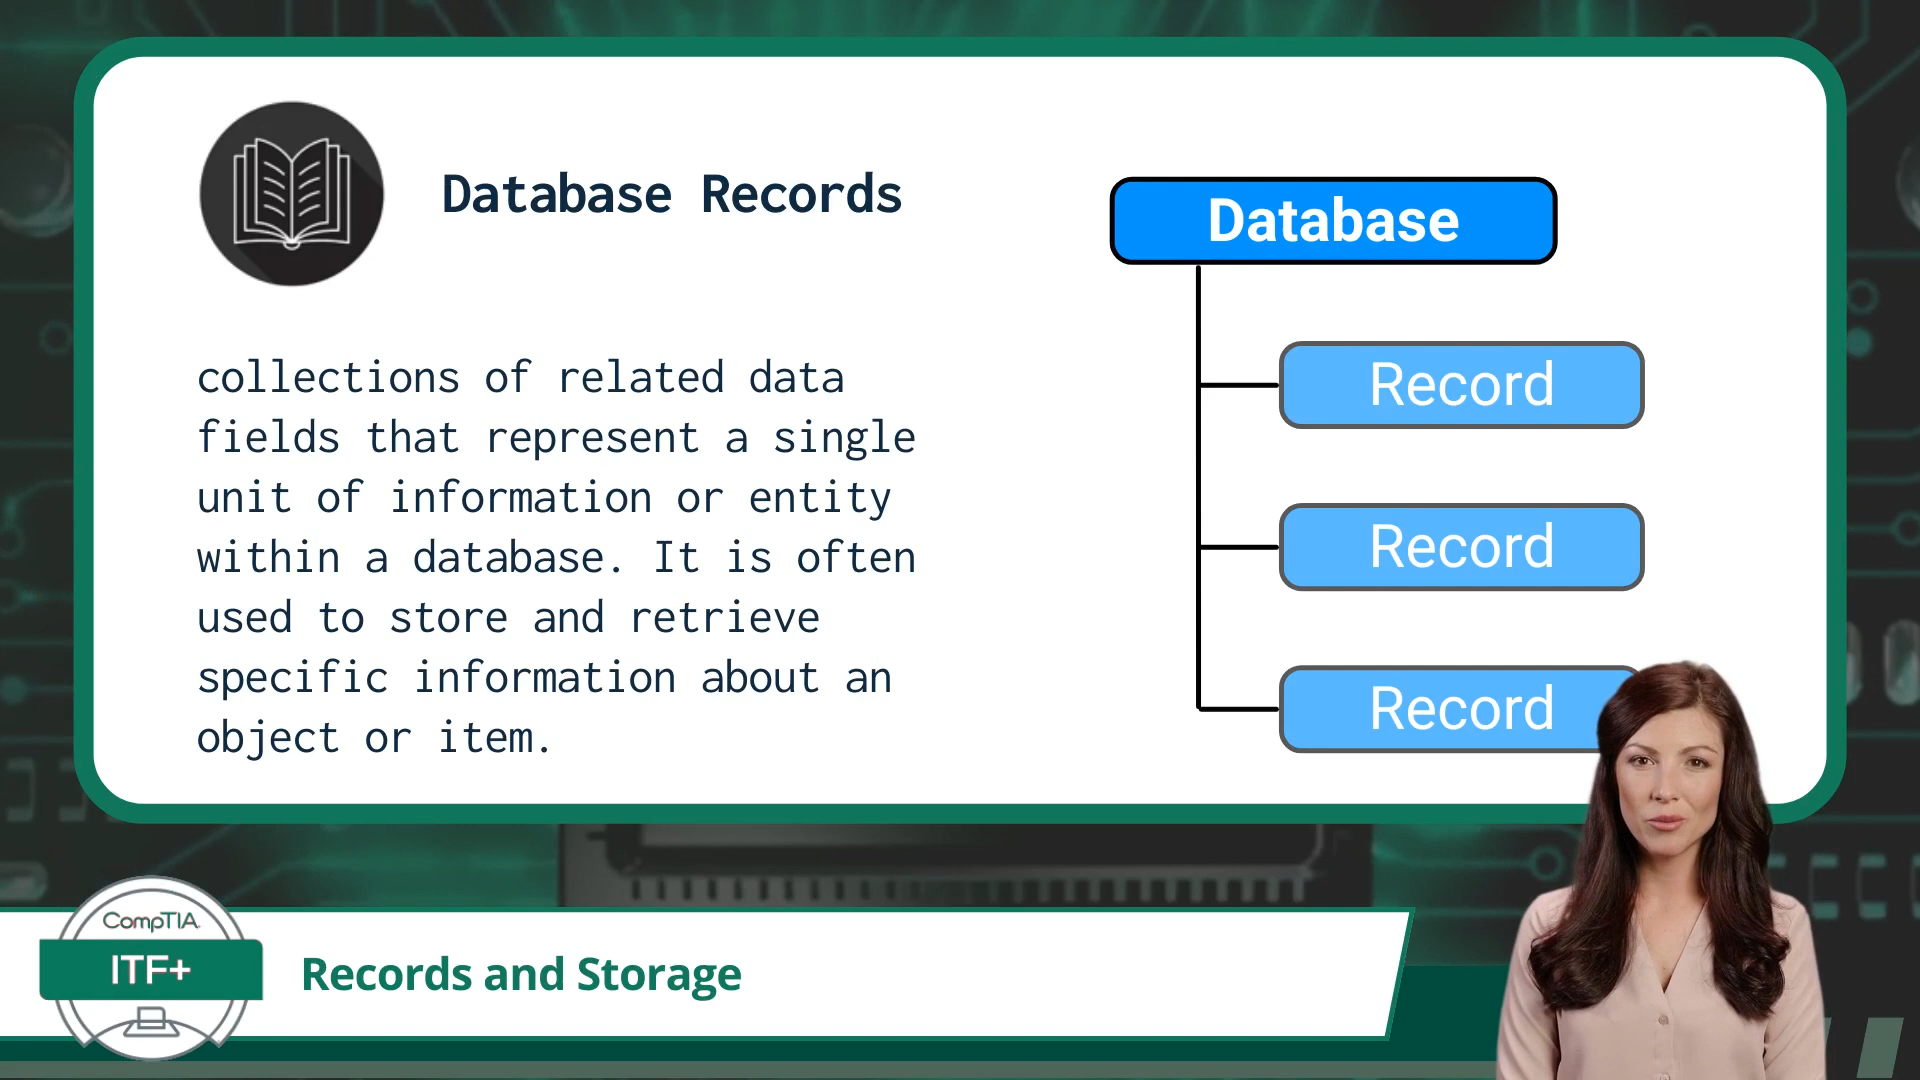 Database Records
collections of related data
fields that represent a single
unit of information or entity
within a database. It is often
used to store and retrieve
specific information about an
object or item.
Database
Record
Record
Record
CompTIA.
ITF+
Records and Storage